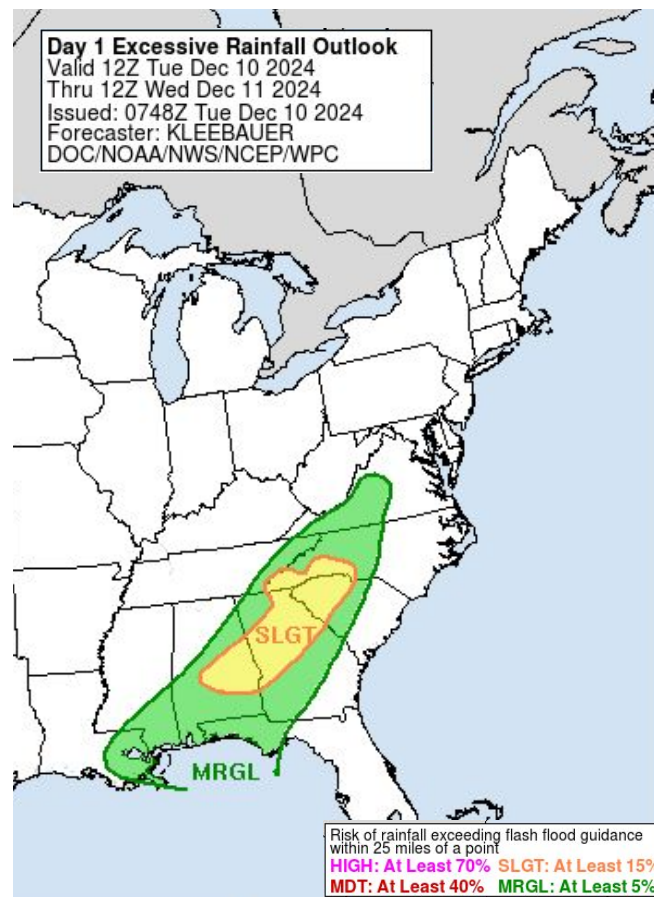 Day 1 Excessive Rainfall Outlook
Valid 12Z Tue Dec 10 2024
Thru 12Z Wed Dec 11 2024
Issued: 0748Z Tue Dec 10 2024
Forecaster: KLEEBAUER
DOC/NOAA/NWS/NCEP/WPC
SLGT
MRGL
Risk of rainfall exceeding flash flood guidance
within 25 miles of a point
HIGH: At Least 70% SLGT: At Least 15%
MDT: At Least 40% MRGL: At Least 5%